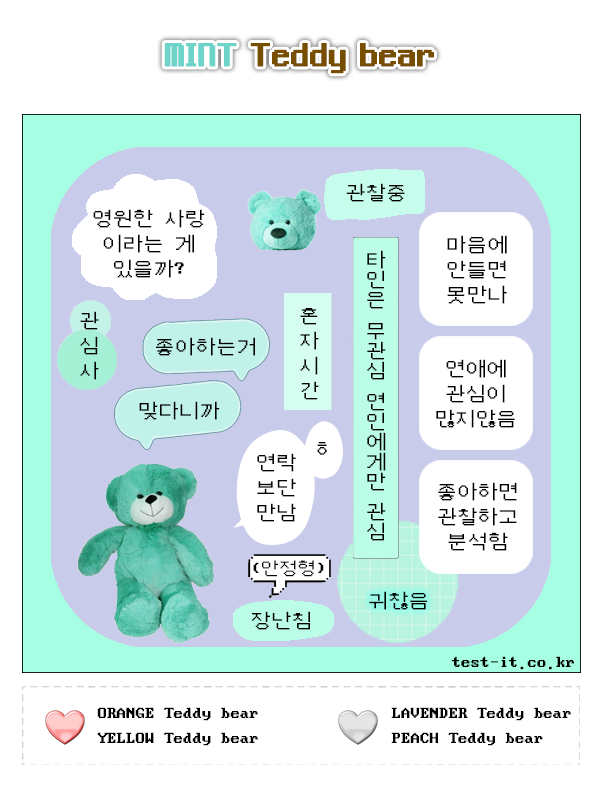 MINT Teddy bear
영원한 사랑
이라는 게
있을까?
관찰중
마음에
안들면
못만나
관
심
사
좋아하는거
맞다니까
혼
자
시
간
타인은 무관심 연인에게만 관심
연애에
관심이
많지않음
ㅎ
연락
보단
만남
좋아하면
관찰하고
분석함
(안정형)
장난침
귀찮음
test-it.co.kr
ORANGE Teddy bear
YELLOW Teddy bear
LAVENDER Teddy bear
PEACH Teddy bear